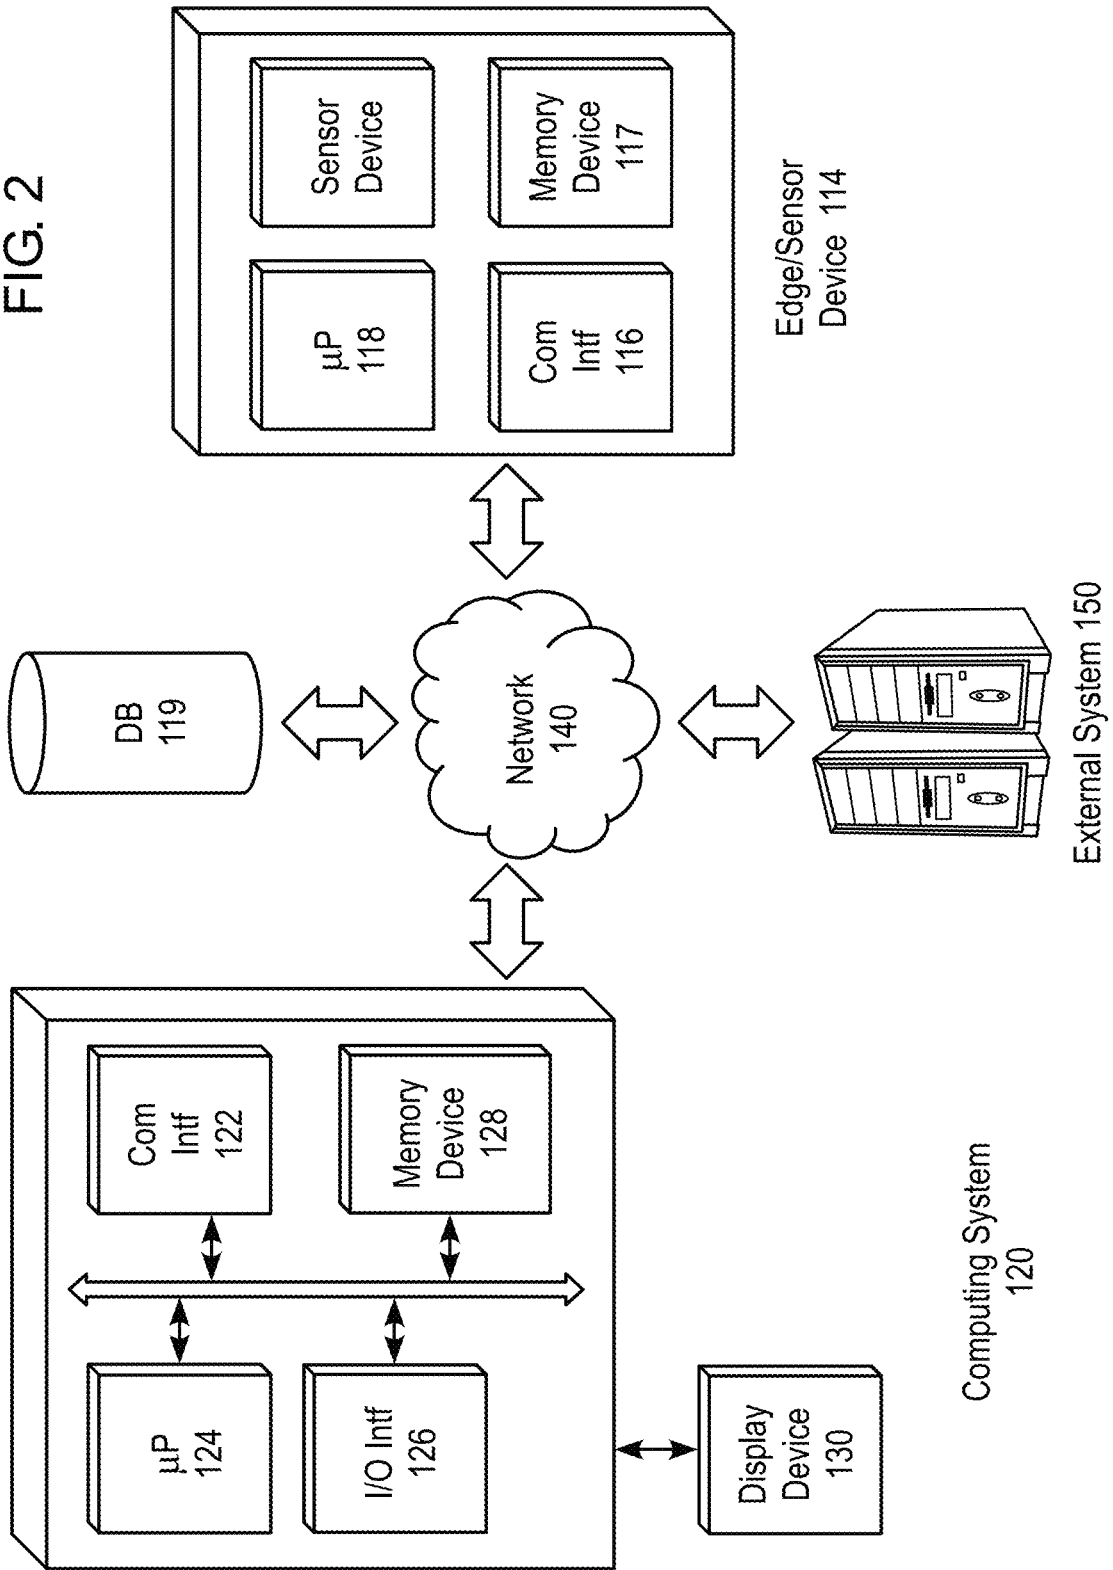 FIG. 2
μP
124
Com
Intf
122
I/O Intf
126
Memory
Device
128
Display
Device
130
Computing System
120
DB
119
Network
140
External System 150
μP
118
Sensor
Device
Com
Intf
116
Memory
Device
117
Edge/Sensor
Device 114